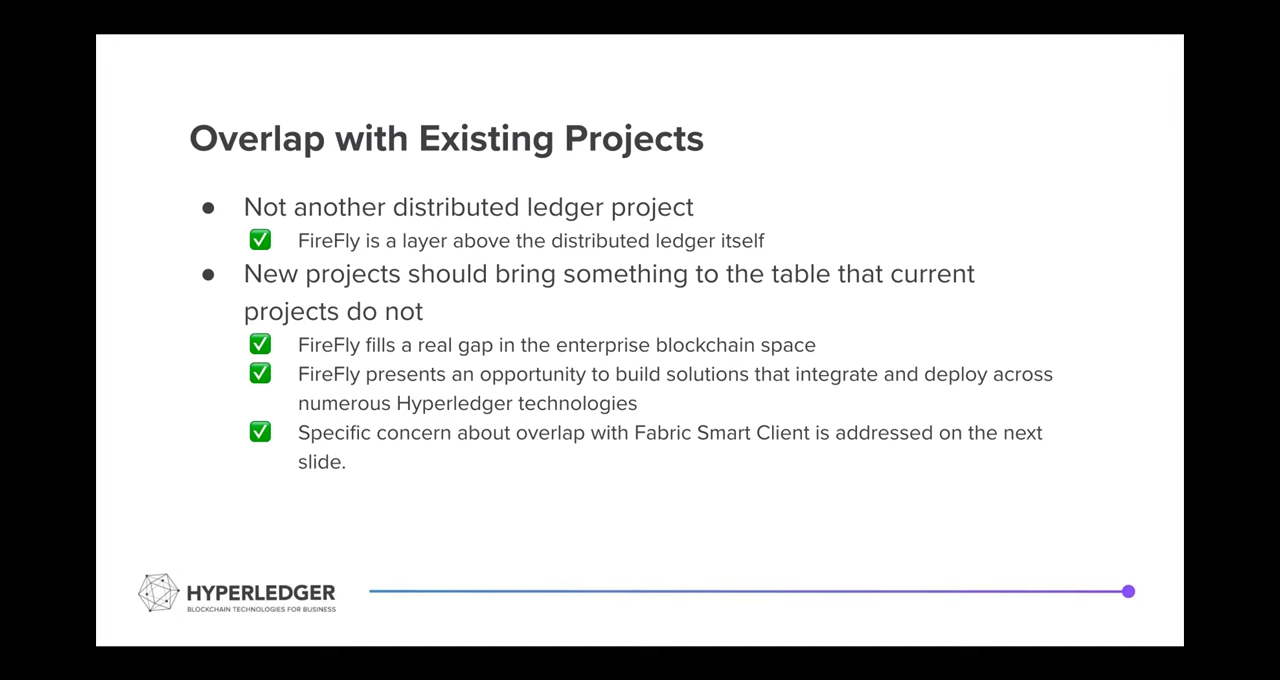 Overlap with Existing Projects
● Not another distributed ledger project
✅ FireFly is a layer above the distributed ledger itself
● New projects should bring something to the table that current
projects do not
✅ FireFly fills a real gap in the enterprise blockchain space
✅ FireFly presents an opportunity to build solutions that integrate and deploy across
numerous Hyperledger technologies
✅ Specific concern about overlap with Fabric Smart Client is addressed on the next
slide.
HYPERLEDGER
BLOCKCHAIN TECHNOLOGIES FOR BUSINESS